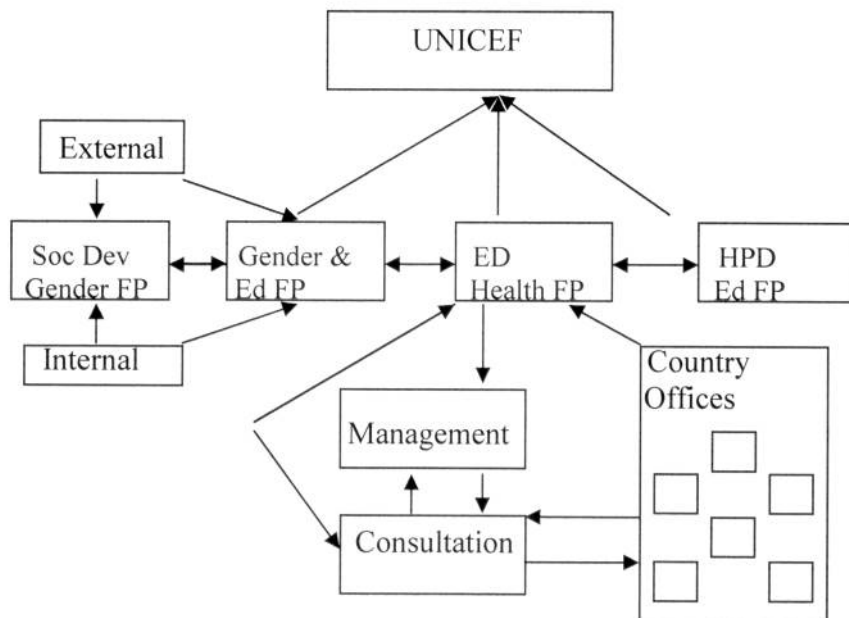 UNICEF
External
Soc Dev
Gender FP
Gender &
Ed FP
ED
Health FP
HPD
Ed FP
Internal
Country
Offices
Management
Consultation